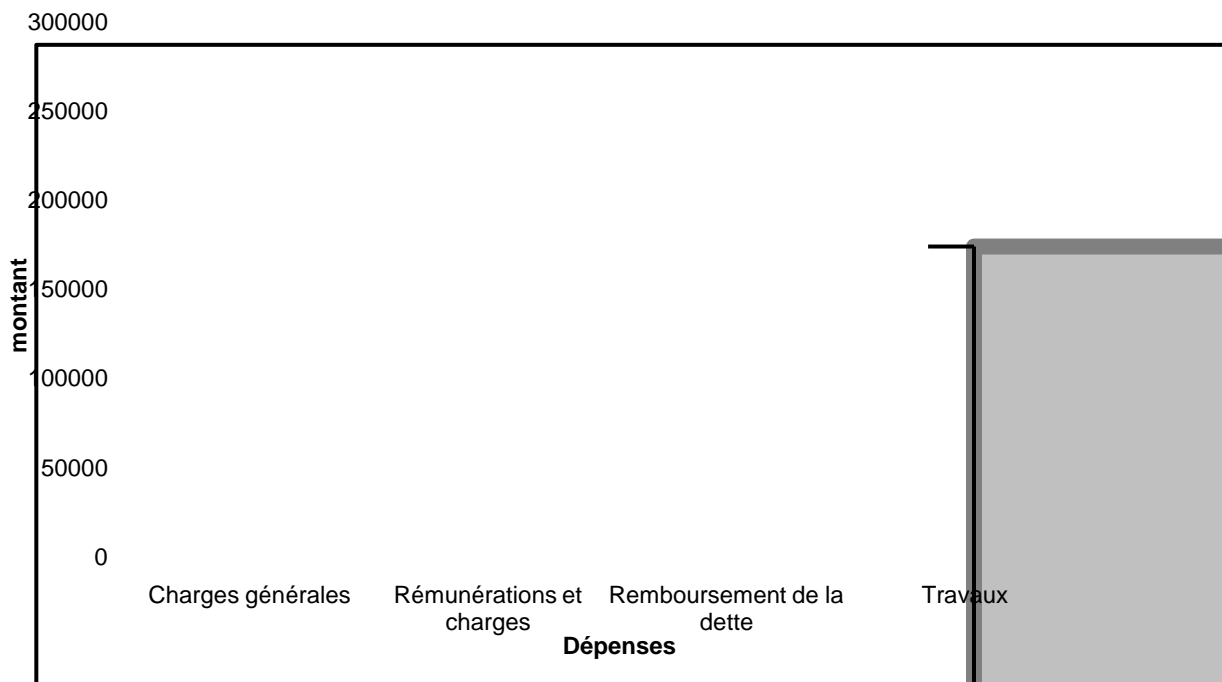 300000
250000
200000
150000
100000
50000
0
montant
Charges générales
Rémunérations et
charges
Remboursement de la
dette
Travaux
Dépenses